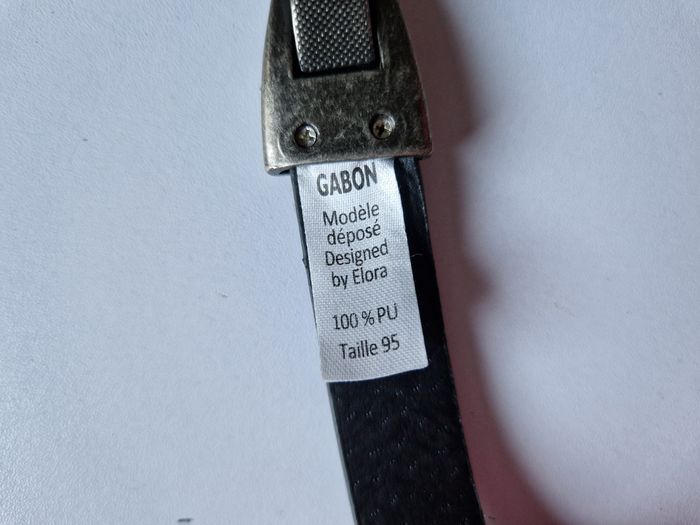 GABON
Modèle
déposé
Designed
by Elora
100 % PU
Taille 95